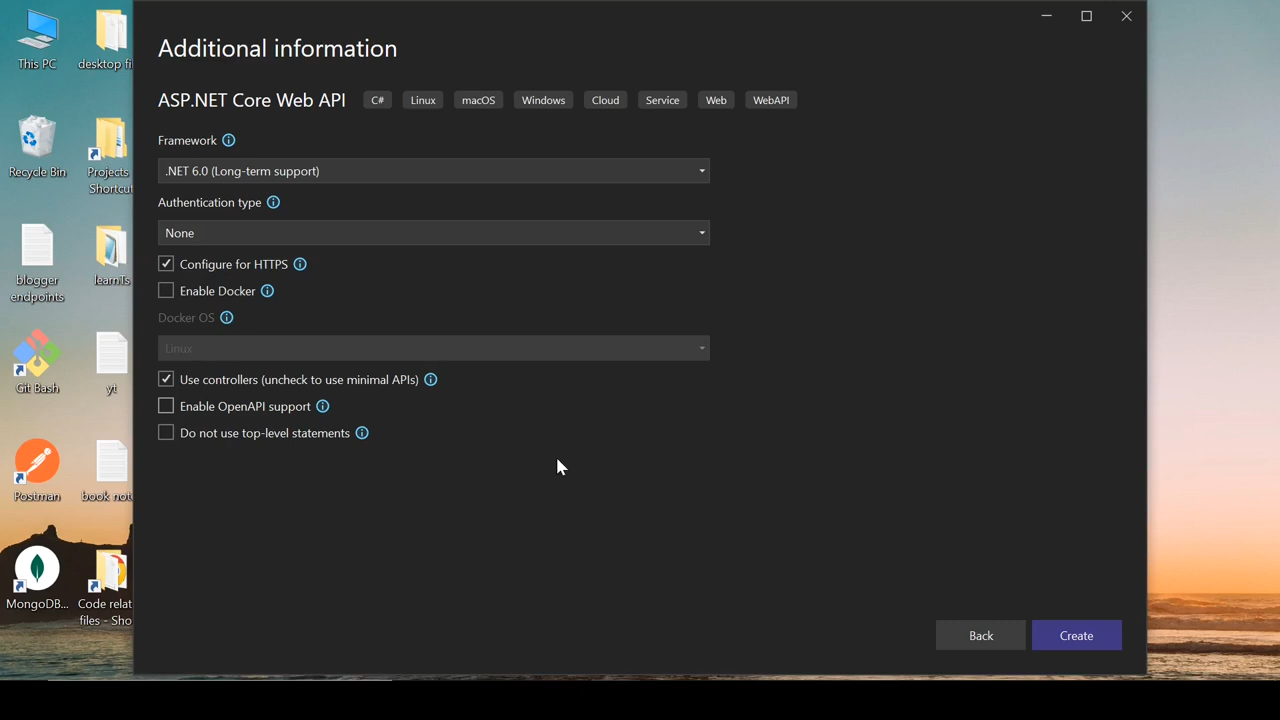 Additional information
ASP.NET Core Web API
C# Linux macOS Windows Cloud Service Web WebAPI
Framework
.NET 6.0 (Long-term support)
Authentication type
None
Configure for HTTPS
Enable Docker
Docker OS
Linux
Use controllers (uncheck to use minimal APIs)
Enable OpenAPI support
Do not use top-level statements
Back
Create
This PC
desktop fi
Recycle Bin
Projects
Shortcut
blogger
endpoints
learnTs
Git Bash
yt
Postman
book not
MongoDB...
Code relat
files - Sho